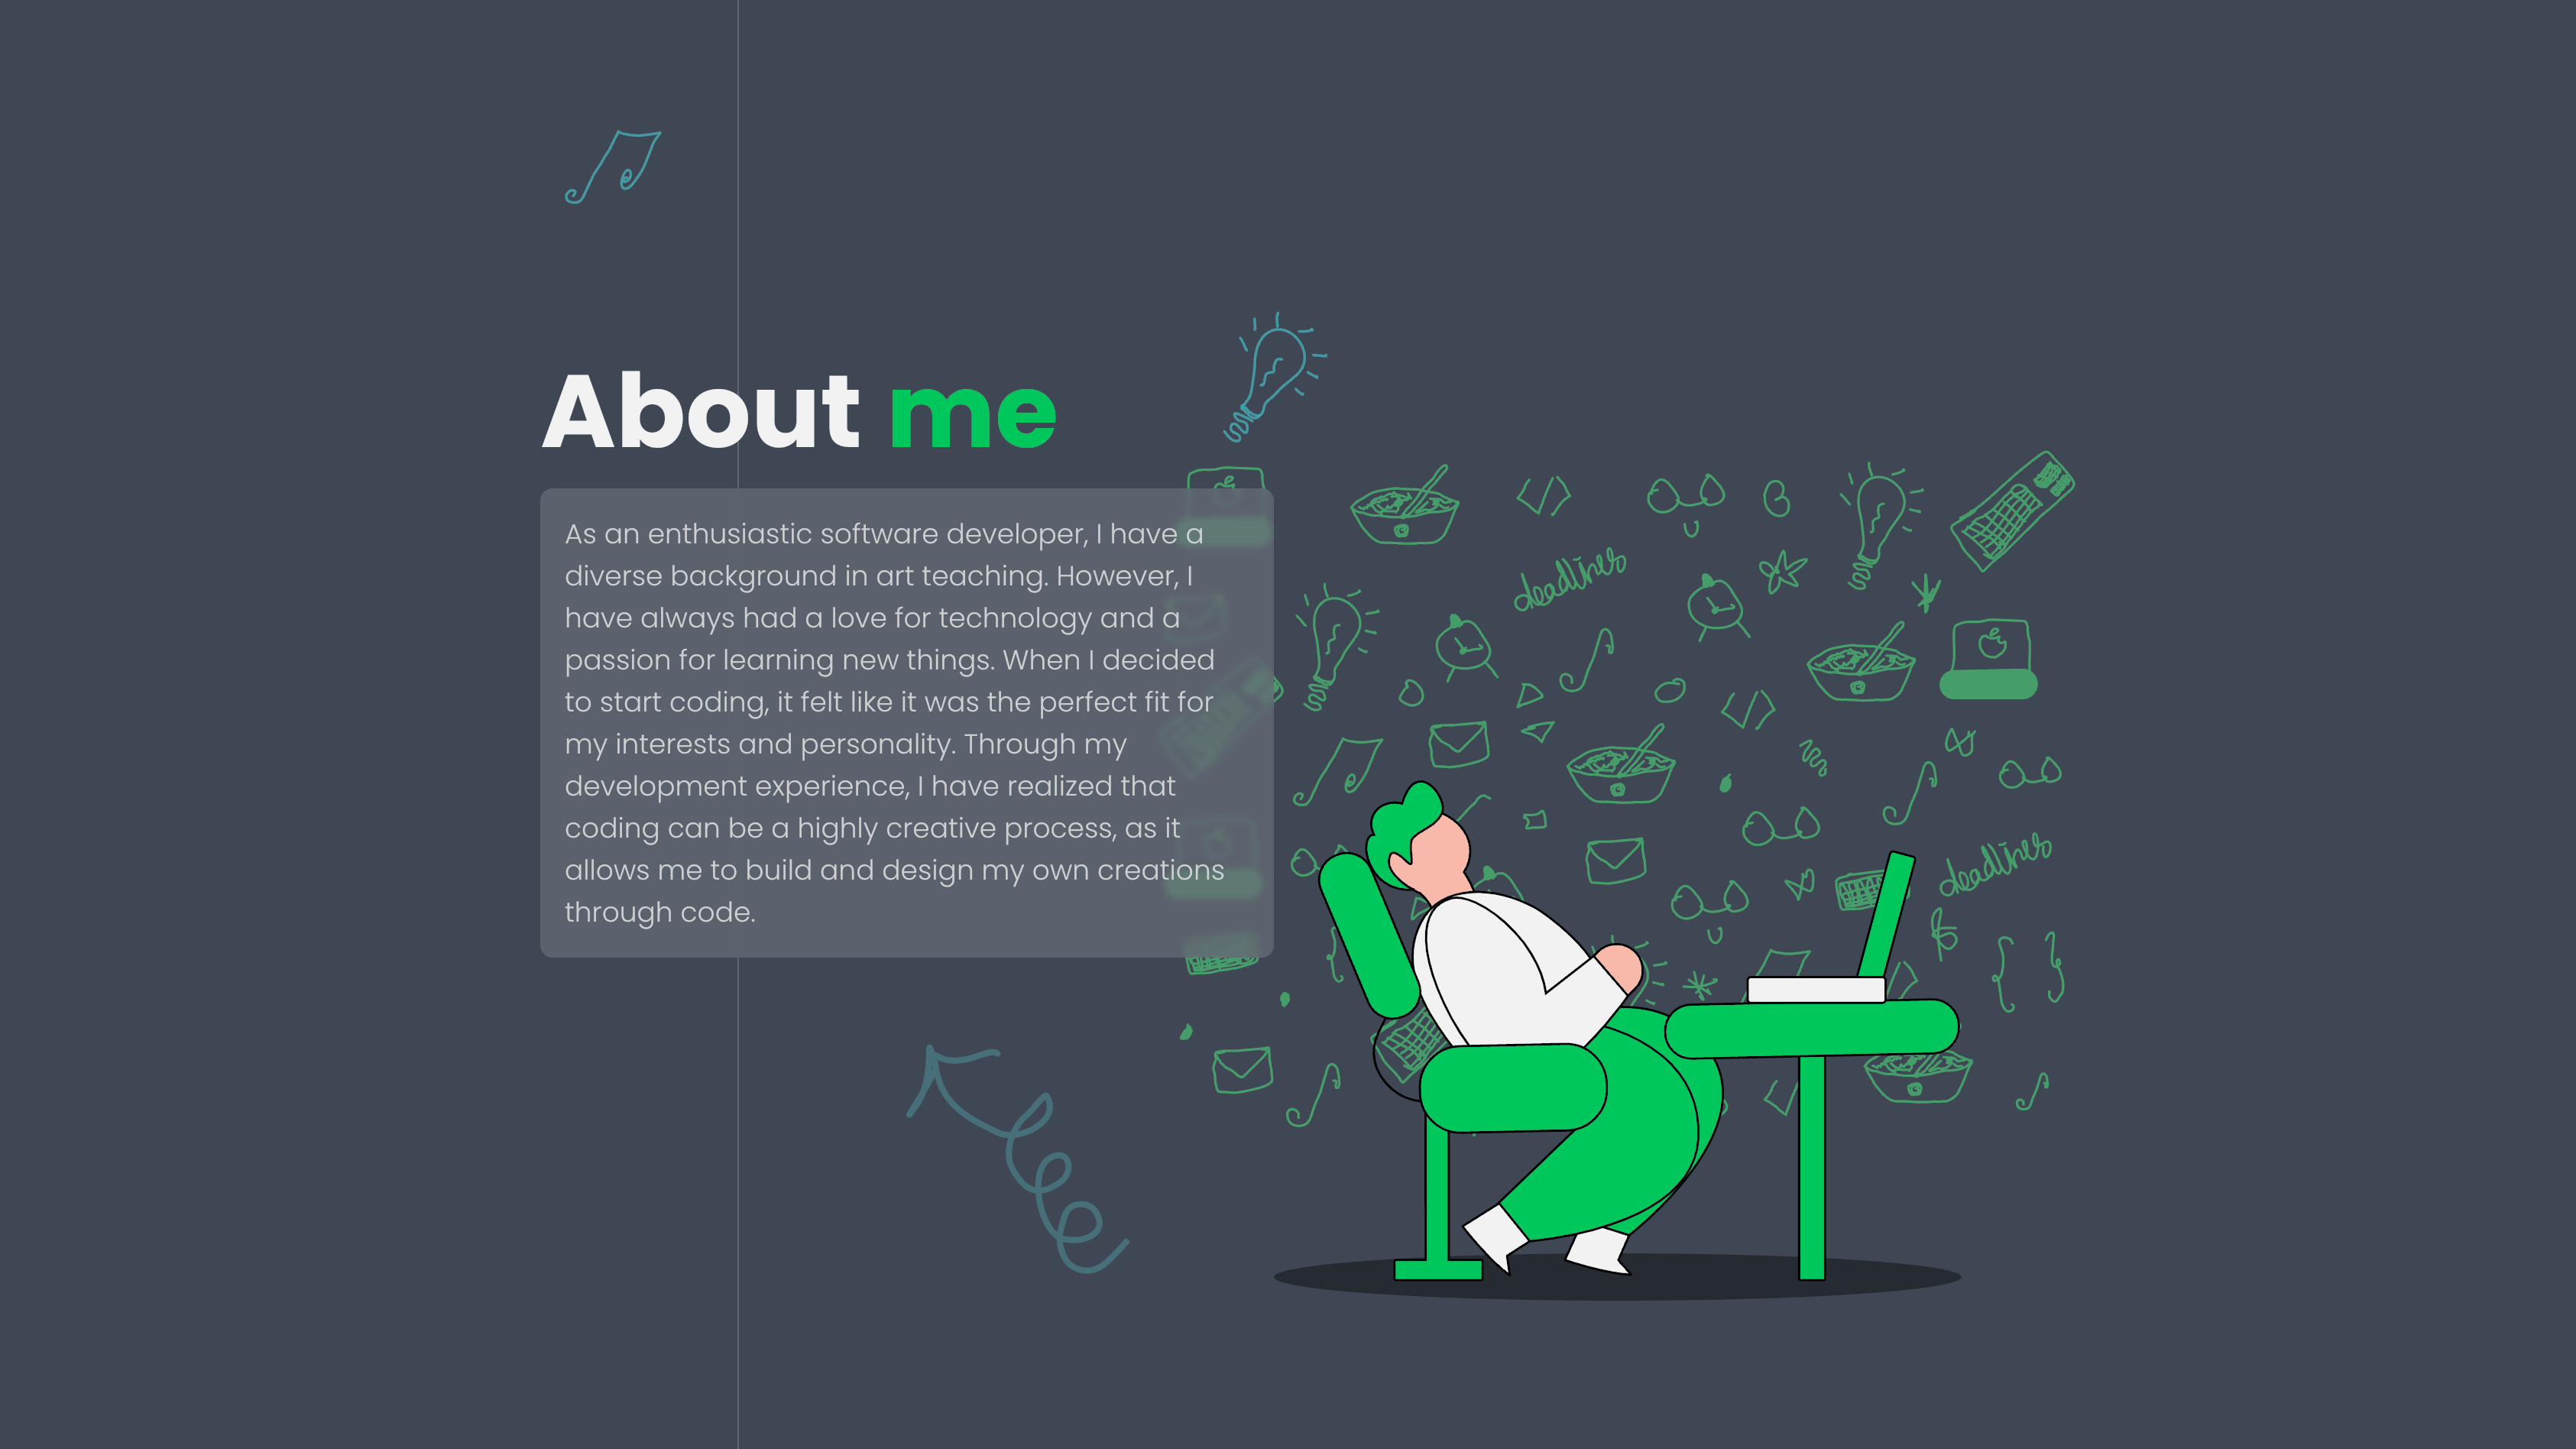 About me
As an enthusiastic software developer, I have a
diverse background in art teaching. However, I
have always had a love for technology and a
passion for learning new things. When I decided
to start coding, it felt like it was the perfect fit for
my interests and personality. Through my
development experience, I have realized that
coding can be a highly creative process, as it
allows me to build and design my own creations
through code.
</>
deadlines
</>
deadlines
{ }